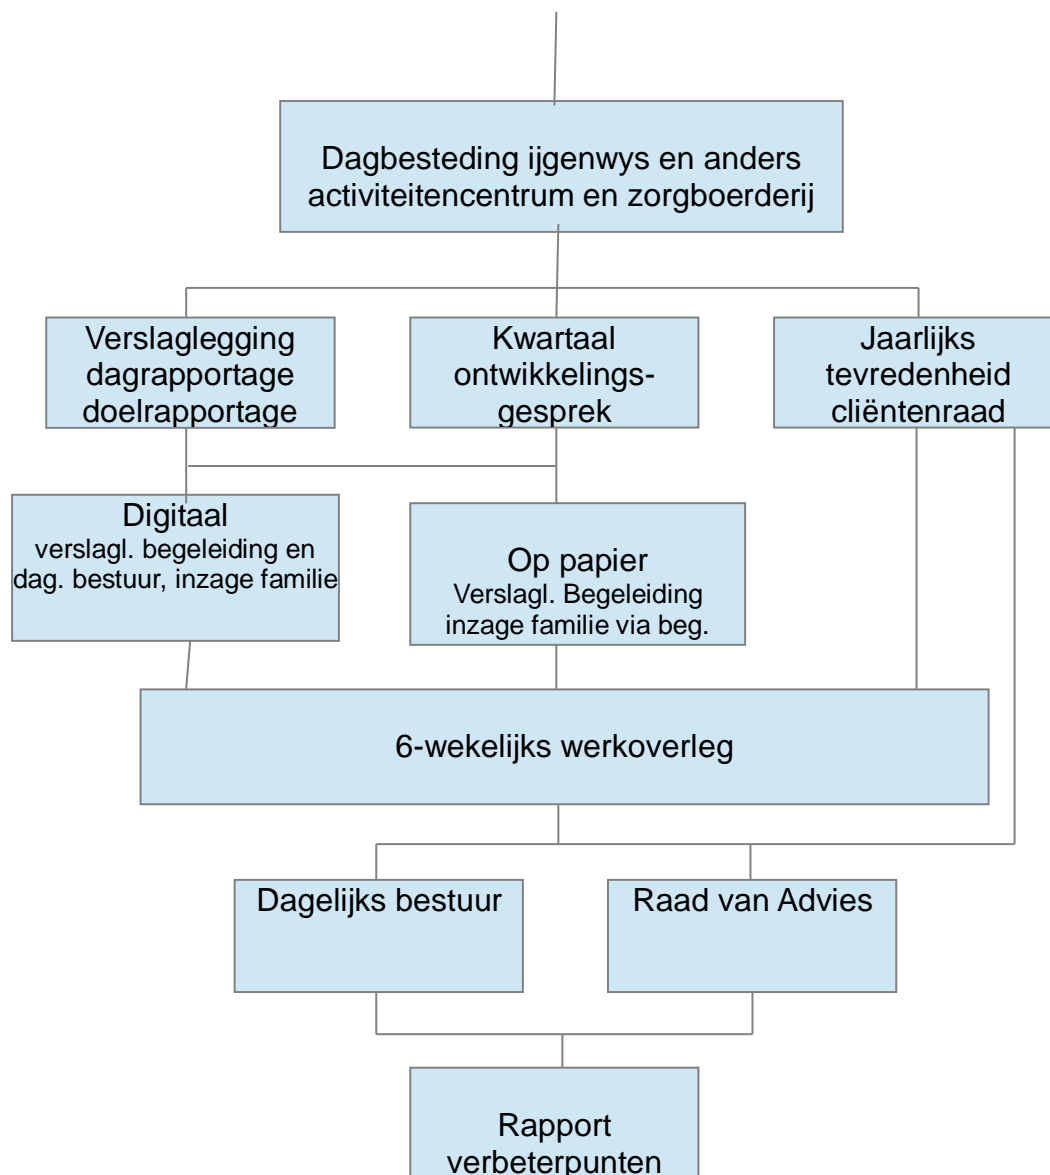 Dagbesteding ijgenwys en anders
activiteitencentrum en zorgboerderij
Verslaglegging
dagrapportage
doelrapportage
Kwartaal
ontwikkelings-
gesprek
Jaarlijks
tevredenheid
cliëntenraad
Digitaal
verslagl. begeleiding en
dag. bestuur, inzage familie
Op papier
Verslagl. Begeleiding
inzage familie via beg.
6-wekelijks werkoverleg
Dagelijks bestuur
Raad van Advies
Rapport
verbeterpunten